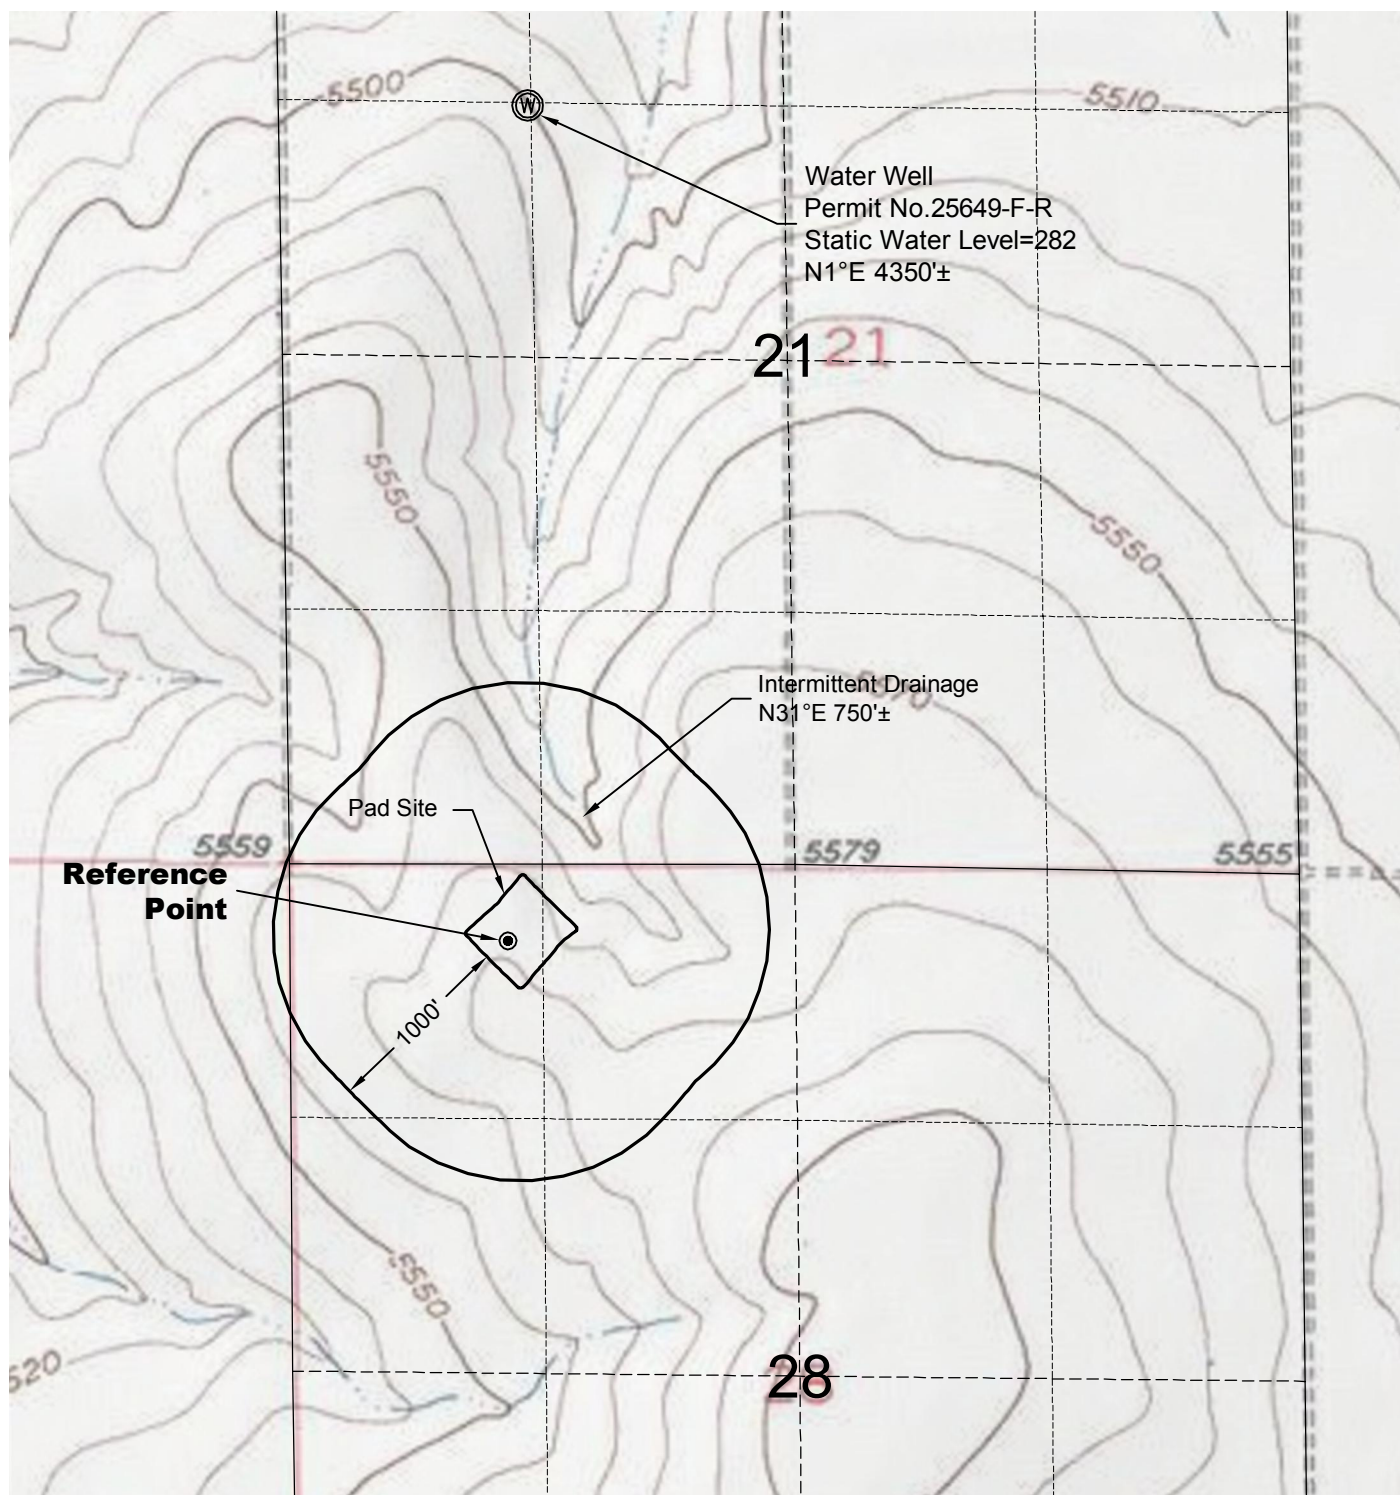 5500
5510
W
Water Well
Permit No.25649-F-R
Static Water Level=282
N1°E 4350'±
21 21
5550
5550
Intermittent Drainage
N31°E 750'±
5570
Pad Site
5559
5579
5555
Reference
Point
1000'
5550
28